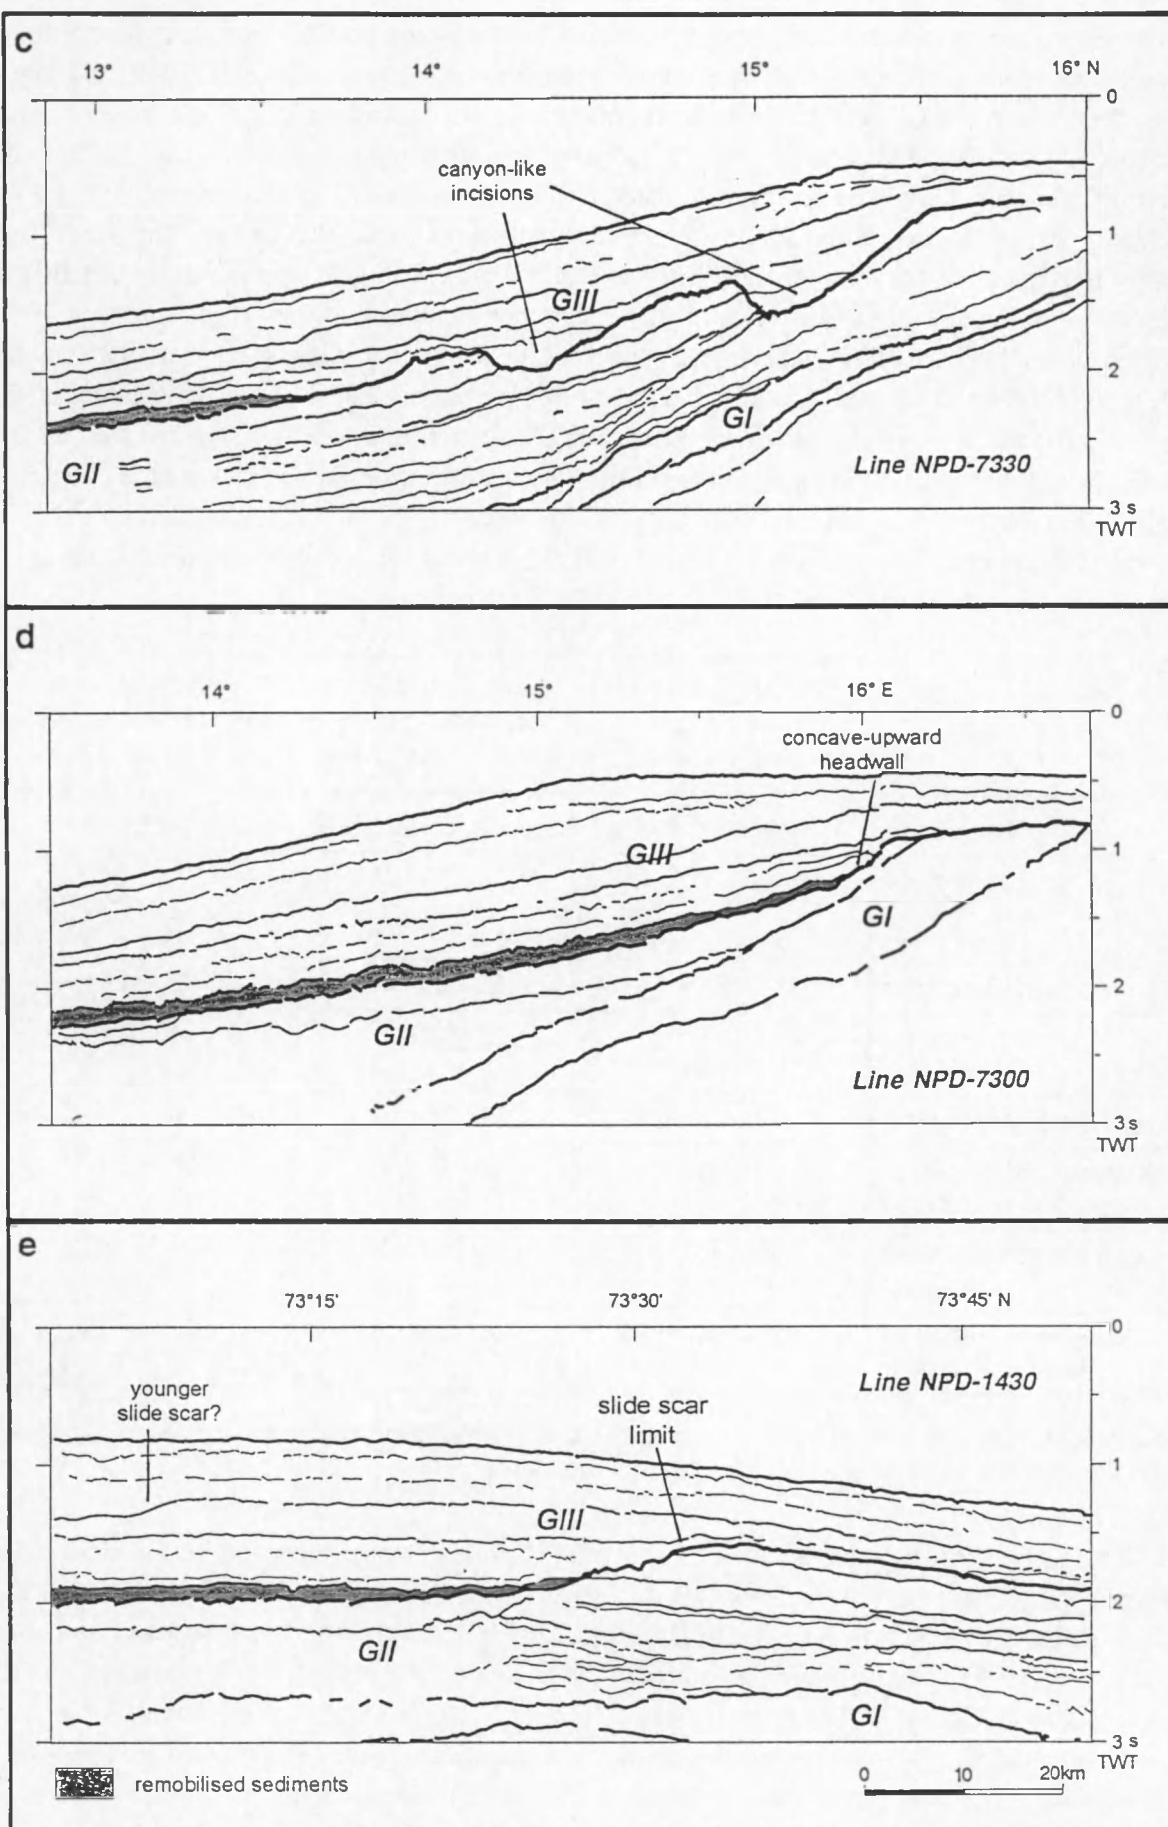 c
13° 14° 15° 16° N
0
canyon-like
incisions
1
GIII
2
GI
GII
Line NPD-7330
3 s
TWT
d
14° 15° 16° E
0
concave-upward
headwall
GIII
1
GI
2
GII
Line NPD-7300
3 s
TWT
e
73°15' 73°30' 73°45' N
0
Line NPD-1430
younger
slide scar?
slide scar
limit
1
GIII
2
GII
GI
3 s
TWT
remobilised sediments
0 10 20km